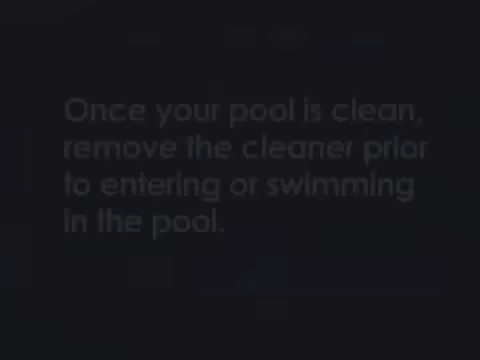 Once your pool is clean,
remove the cleaner prior
to entering or swimming
in the pool.